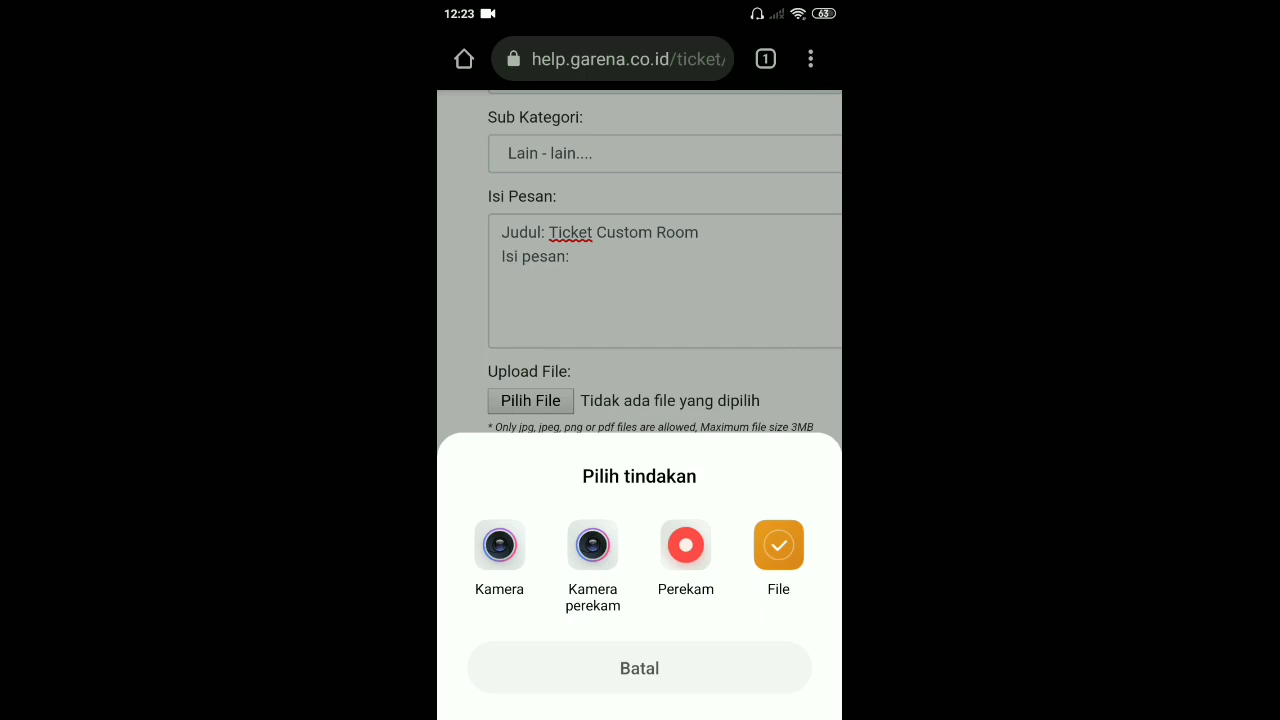 12:23
63
help.garena.co.id/ticket/
1
Sub Kategori:
Lain - lain....
Isi Pesan:
Judul: Ticket Custom Room
Isi pesan:
Upload File:
Pilih File Tidak ada file yang dipilih
* Only jpg, jpeg, png or pdf files are allowed, Maximum file size 3MB
Pilih tindakan
Kamera
Kamera perekam
Perekam
File
Batal